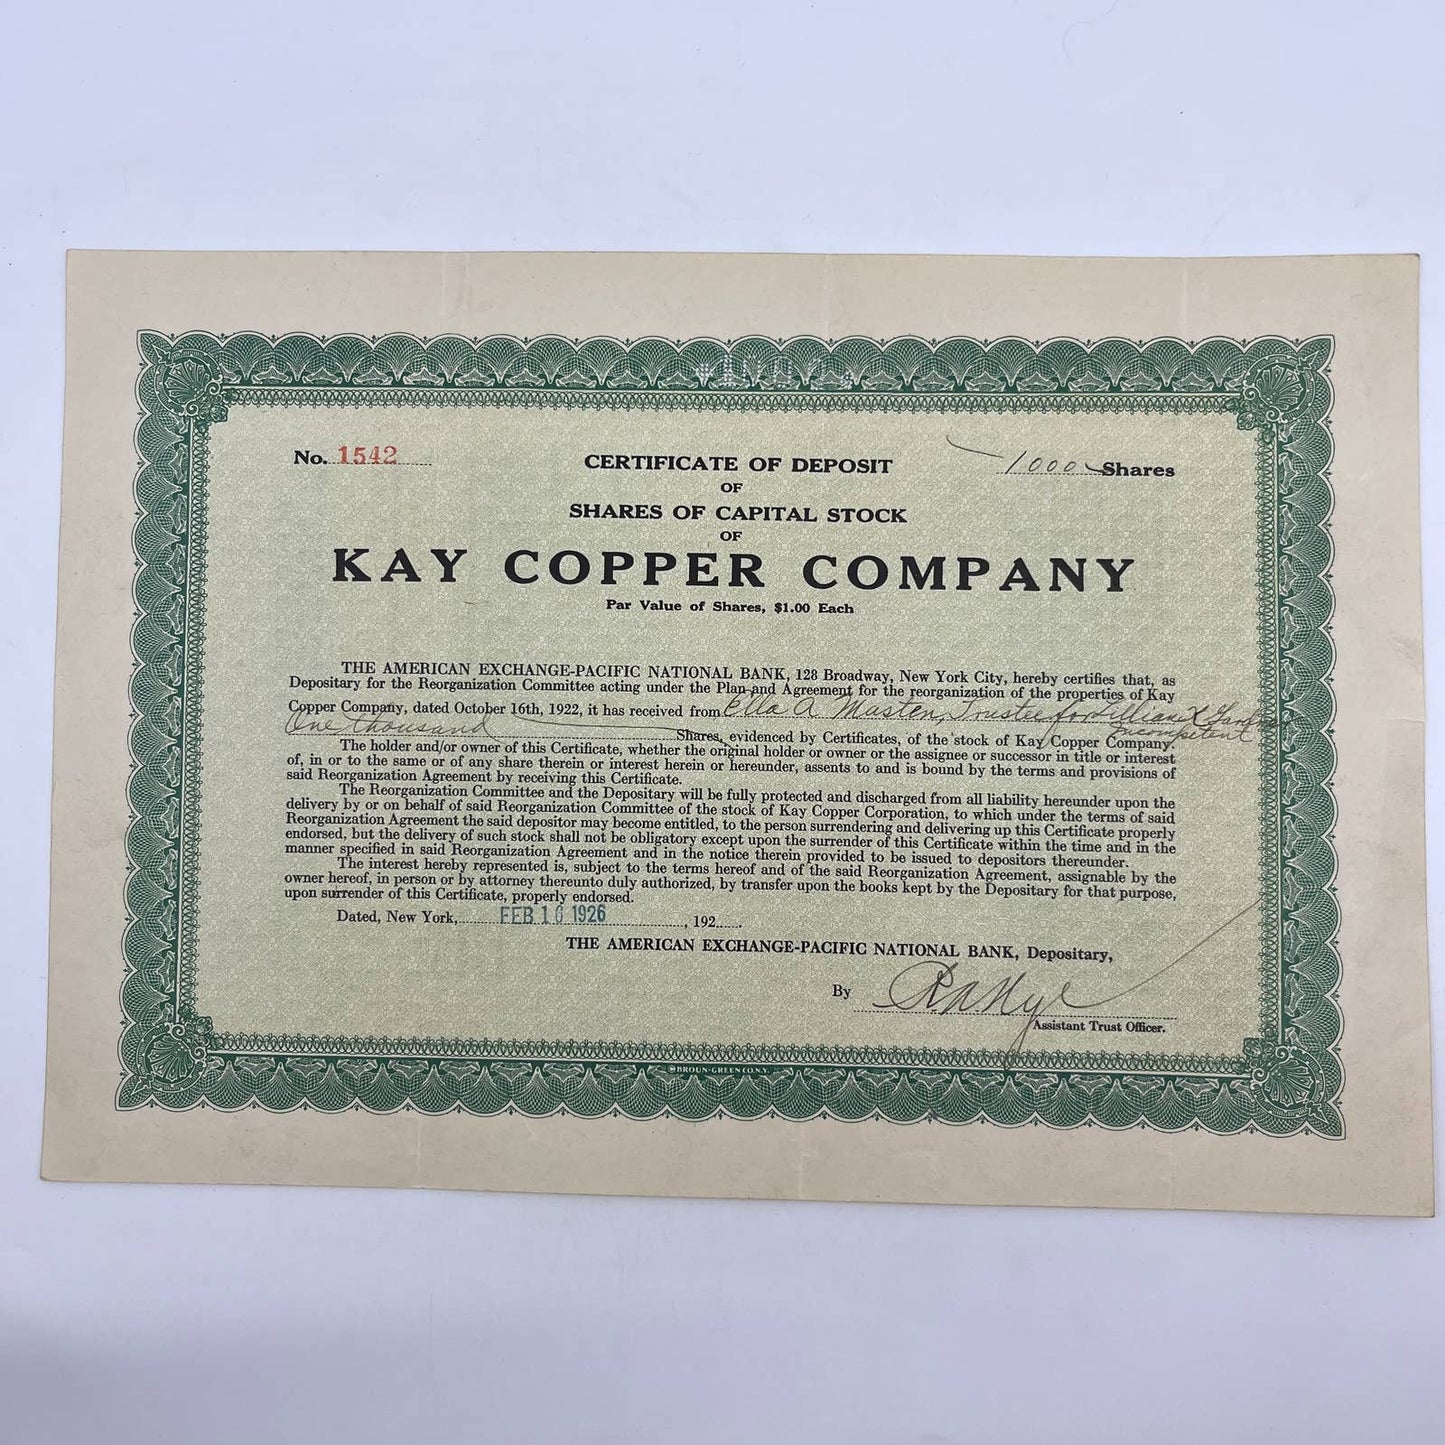 No. 1542
CERTIFICATE OF DEPOSIT
1000 Shares
OF
SHARES OF CAPITAL STOCK
OF
KAY COPPER COMPANY
Par Value of Shares, $1.00 Each
THE AMERICAN EXCHANGE-PACIFIC NATIONAL BANK, 128 Broadway, New York City, hereby certifies that, as
Depositary for the Reorganization Committee acting under the Plan and Agreement for the reorganization of the properties of Kay
Copper Company, dated October 16th, 1922, it has received from Ella A Masten, Trustee for Lillian K
Incompetent
One thousand Shares, evidenced by Certificates, of the stock of Kay Copper Company.
The holder and/or owner of this Certificate, whether the original holder or owner or the assignee or successor in title or interest
of, in or to the same or of any share therein or interest herein or hereunder, assents to and is bound by the terms and provisions of
said Reorganization Agreement by receiving this Certificate.
The Reorganization Committee and the Depositary will be fully protected and discharged from all liability hereunder upon the
delivery by or on behalf of said Reorganization Committee of the stock of Kay Copper Corporation, to which under the terms of said
Reorganization Agreement the said depositor may become entitled, to the person surrendering and delivering up this Certificate properly
endorsed, but the delivery of such stock shall not be obligatory except upon the surrender of this Certificate within the time and in the
manner specified in said Reorganization Agreement and in the notice therein provided to be issued to depositors thereunder.
The interest hereby represented is, subject to the terms hereof and of the said Reorganization Agreement, assignable by the
owner hereof, in person or by attorney thereunto duly authorized, by transfer upon the books kept by the Depositary for that purpose,
upon surrender of this Certificate, properly endorsed.
Dated, New York, FEB 16 1926, 192
THE AMERICAN EXCHANGE-PACIFIC NATIONAL BANK, Depositary,
By
Assistant Trust Officer.
BROUN-GREEN CO. N.Y.